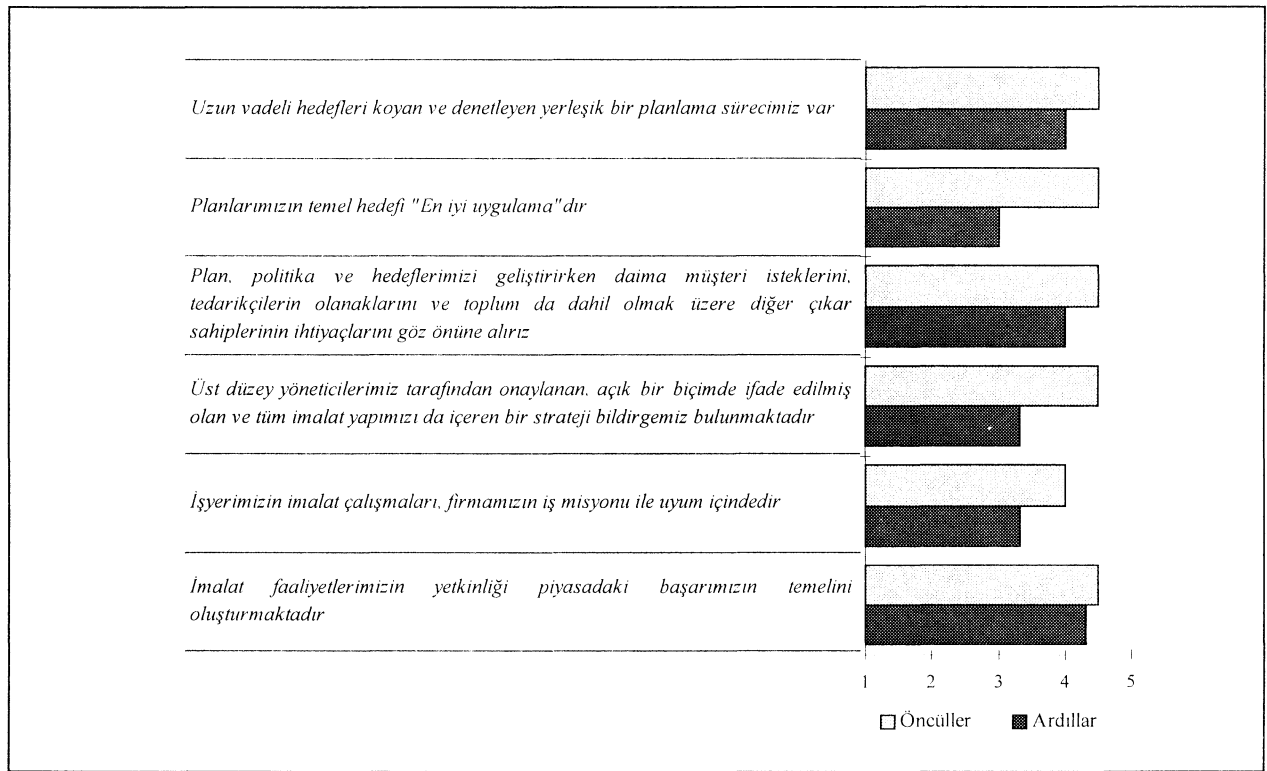 Uzun vadeli hedefleri koyan ve denetleyen yerleşik bir planlama sürecimiz var
Planlarımızın temel hedefi "En iyi uygulama"dır
Plan, politika ve hedeflerimizi geliştirirken daima müşteri isteklerini,
tedarikçilerin olanaklarını ve toplum da dahil olmak üzere diğer çıkar
sahiplerinin ihtiyaçlarını göz önüne alırız
Üst düzey yöneticilerimiz tarafından onaylanan, açık bir biçimde ifade edilmiş
olan ve tüm imalat yapımızı da içeren bir strateji bildirgemiz bulunmaktadır
İşyerimizin imalat çalışmaları, firmamızın iş misyonu ile uyum içindedir
İmalat faaliyetlerimizin yetkinliği piyasadaki başarımızın temelini
oluşturmaktadır
1 2 3 4 5
Öncüller Ardıllar